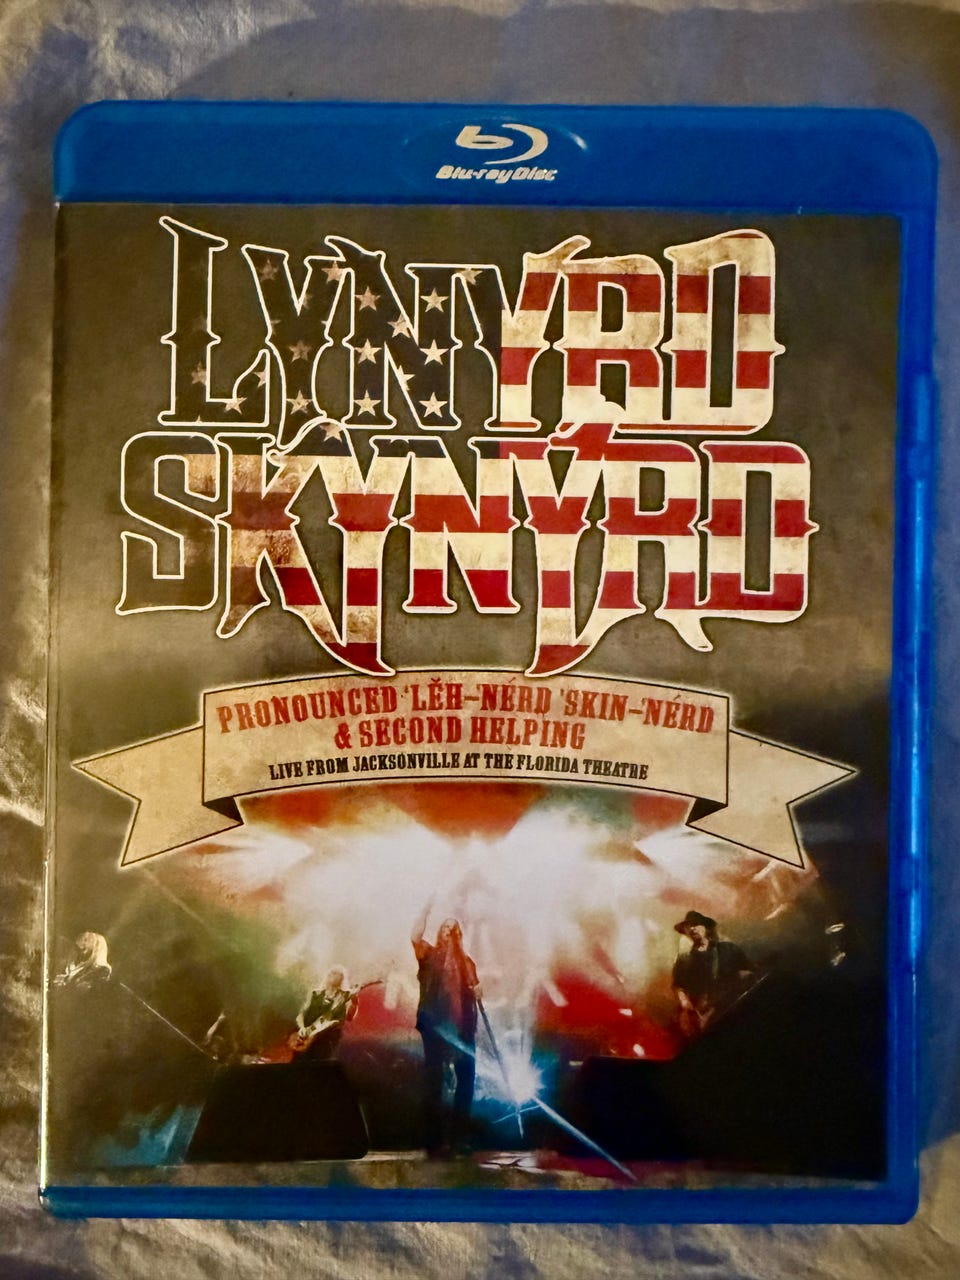 Blu-ray Disc
LYNYRD
SKYNYRD
PRONOUNCED 'LĔH-NÉRD 'SKIN-NÉRD
& SECOND HELPING
LIVE FROM JACKSONVILLE AT THE FLORIDA THEATRE